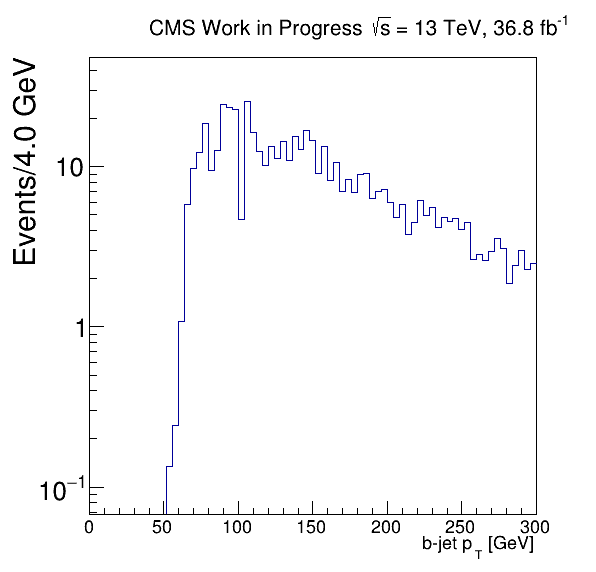 CMS Work in Progress √s = 13 TeV, 36.8 fb⁻¹
Events/4.0 GeV
10
1
10⁻¹
0 50 100 150 200 250 300
b-jet p_T [GeV]